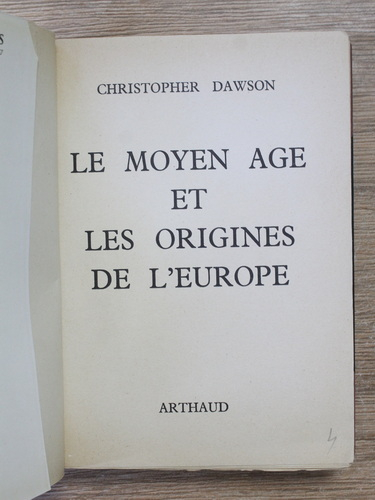 CHRISTOPHER DAWSON
LE MOYEN AGE
ET
LES ORIGINES
DE L'EUROPE
ARTHAUD